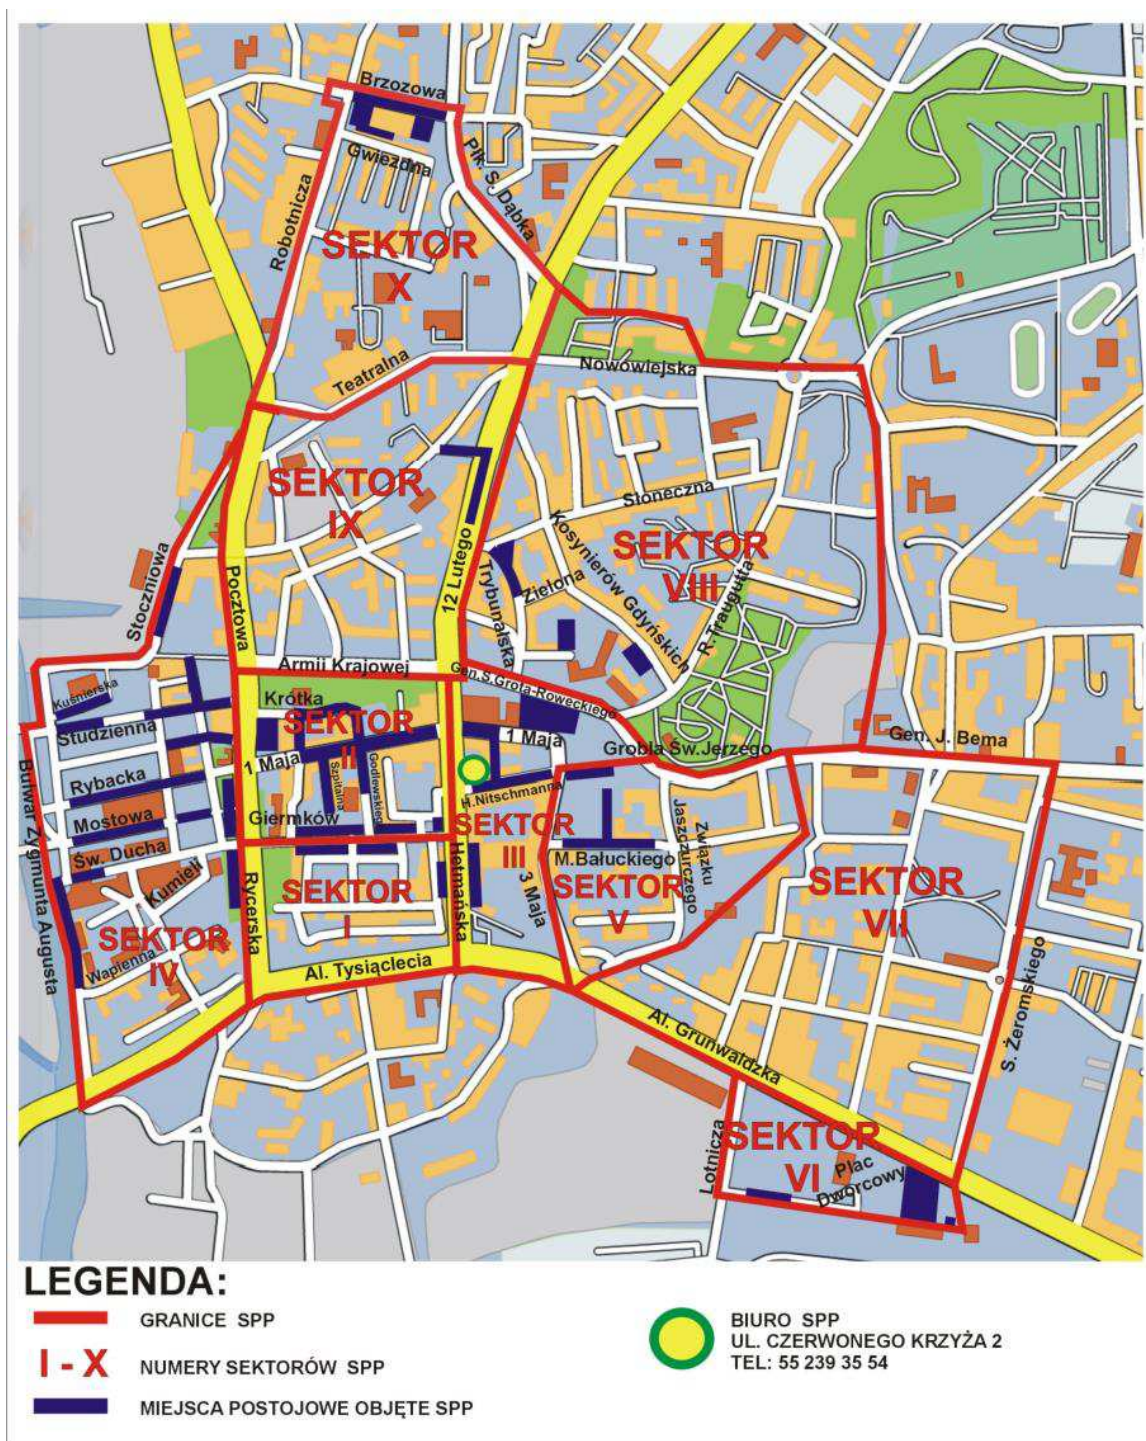 Brzozowa
Gwiezdna
Płk. S. Dąbka
Robotnicza
SEKTOR
X
Teatralna
Nowowiejska
SEKTOR
IX
Słoneczna
Kosynierów Gdyńskich
SEKTOR
VIII
12 Lutego
Trybunalska
Zielona
R. Traugutta
Stoczniowa
Pocztowa
Armii Krajowej
Gen.S.Grota-Roweckiego
Kuśnierska
Krótka
Studzienna
SEKTOR
II
1 Maja
1 Maja
Grobla Św.Jerzego
Gen. J. Bema
Rybacka
Szpitalna
Godlewskiego
H.Nitschmanna
Bulwar Zygmunta Augusta
Mostowa
Giermków
SEKTOR
III
Jaszczurczego
Związku
Św. Ducha
M.Bałuckiego
Kumieli
Rycerska
SEKTOR
I
Hetmańska
3 Maja
SEKTOR
V
SEKTOR
VII
SEKTOR
IV
Wapienna
Al. Tysiąclecia
S. Żeromskiego
Al. Grunwaldzka
Lotnicza
SEKTOR
VI
Plac
Dworcowy
LEGENDA:
GRANICE SPP
I - X
NUMERY SEKTORÓW SPP
MIEJSCA POSTOJOWE OBJĘTE SPP
BIURO SPP
UL. CZERWONEGO KRZYŻA 2
TEL: 55 239 35 54